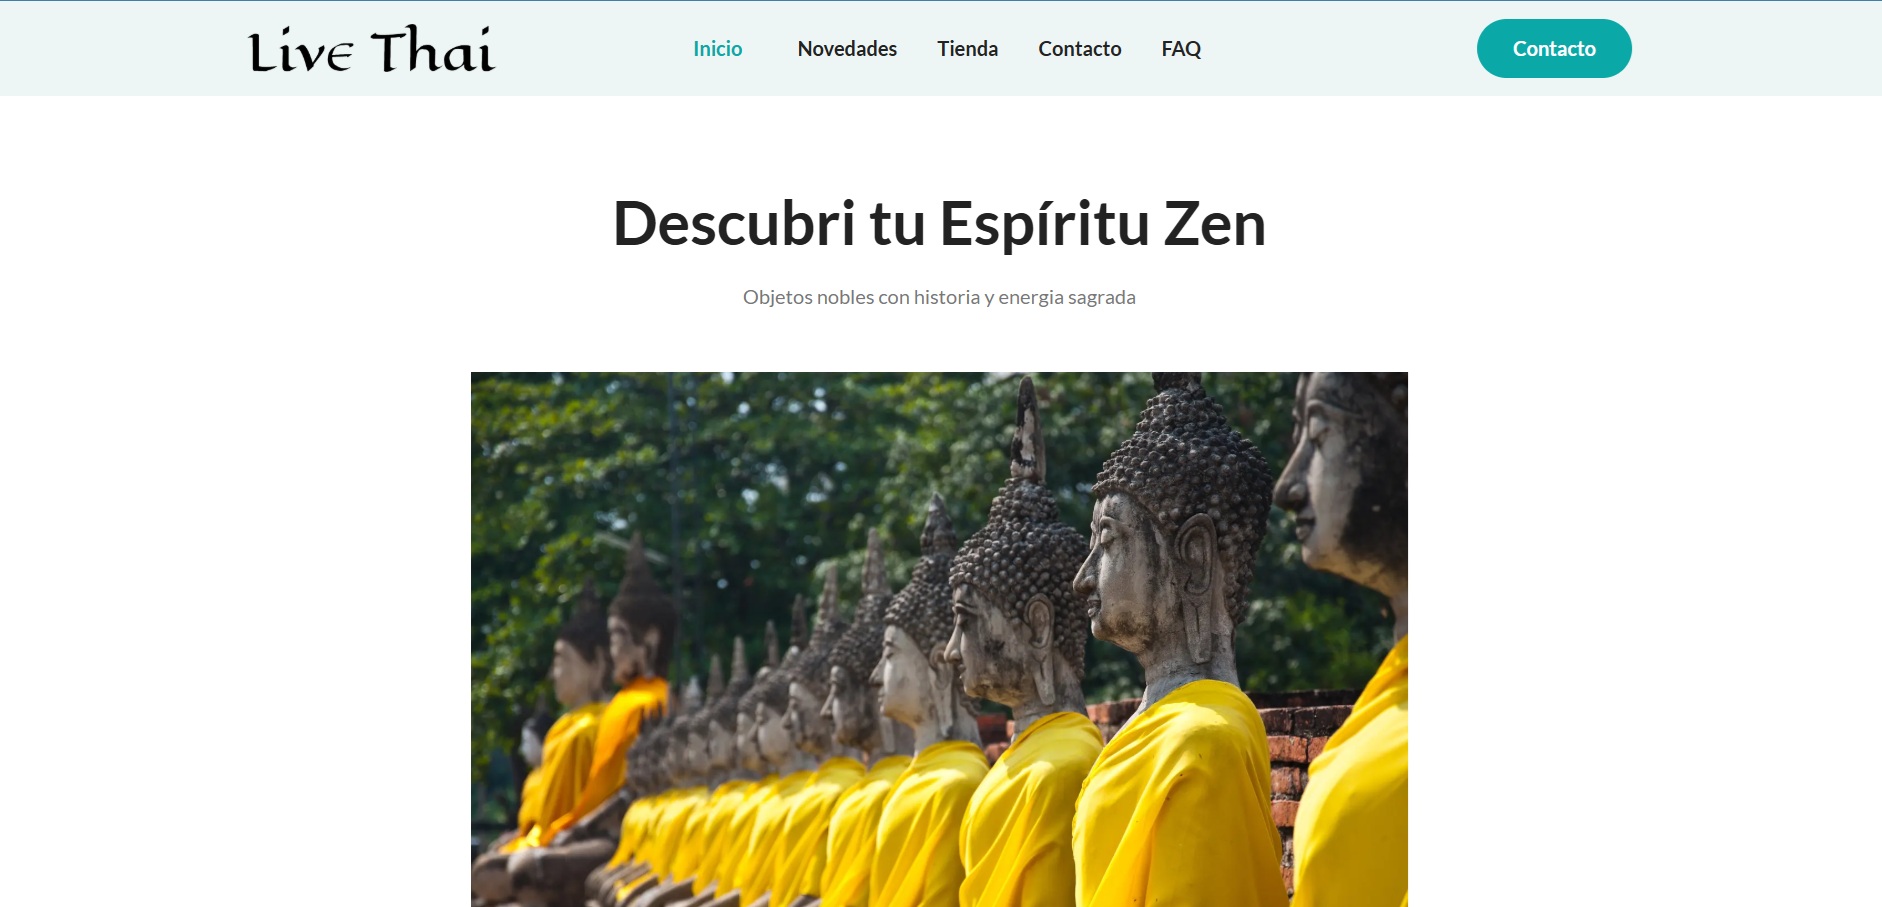 Live Thai
Inicio Novedades Tienda Contacto FAQ
Contacto
Descubri tu Espíritu Zen
Objetos nobles con historia y energia sagrada